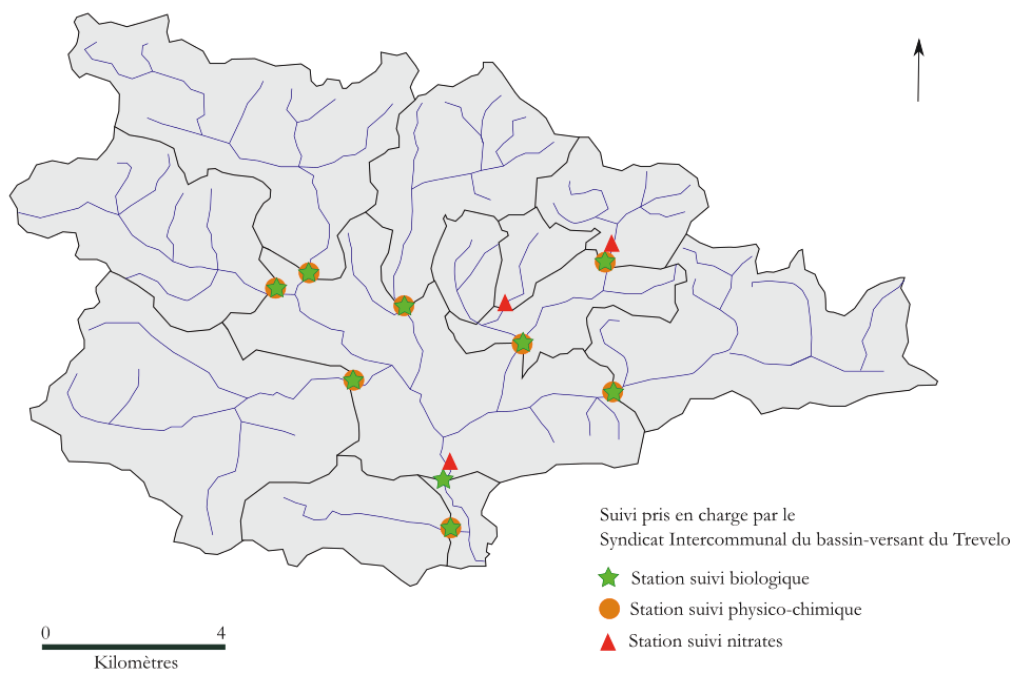 Suivi pris en charge par le
Syndicat Intercommunal du bassin-versant du Trevelo
Station suivi biologique
Station suivi physico-chimique
Station suivi nitrates
0 4
Kilomètres